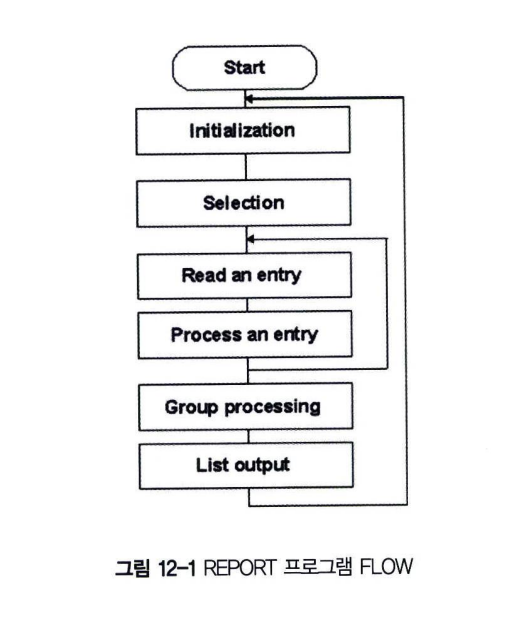 Start
Initialization
Selection
Read an entry
Process an entry
Group processing
List output
그림 12-1 REPORT 프로그램 FLOW